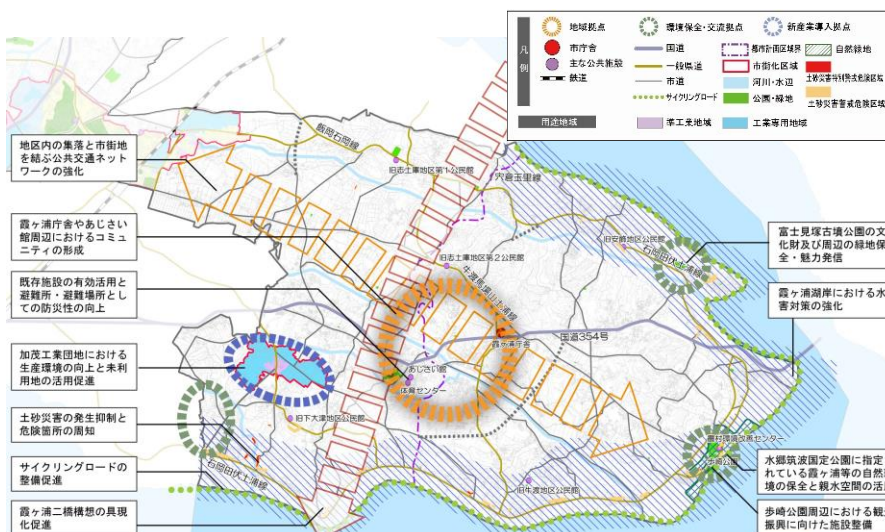 凡例
地域拠点
環境保全・交流拠点
新産業導入拠点
市庁舎
国道
都市計画区域界
自然緑地
主な公共施設
一般県道
市街化区域
土砂災害特別警戒危険区域
鉄道
市道
河川・水辺
サイクリングロード
公園・緑地
土砂災害警戒危険区域
用途地域
準工業地域
工業専用地域
地区内の集落と市街地
を結ぶ公共交通ネット
ワークの強化
霞ヶ浦庁舎やあじさい
館周辺におけるコミュ
ニティの形成
既存施設の有効活用と
避難所・避難場所とし
ての防災性の向上
加茂工業団地における
生産環境の向上と未利
用地の活用促進
土砂災害の発生抑制と
危険箇所の周知
サイクリングロードの
整備促進
霞ヶ浦二橋構想の具現
化促進
飯岡石岡線
旧志士庫地区第1公民館
穴倉玉里線
旧志士庫地区第2公民館
牛渡馬場山土浦線
旧安飾地区公民館
石岡田伏土浦線
国道354号
霞ヶ浦庁舎
あじさい館
体育センター
旧下大津地区公民館
石岡田伏土浦線
旧牛渡地区公民館
農村環境改善センター
歩崎公園
富士見塚古墳公園の文
化財及び周辺の緑地保
全・魅力発信
霞ヶ浦湖岸における水
害対策の強化
水郷筑波国定公園に指定
れている霞ヶ浦等の自然
境の保全と親水空間の活
歩崎公園周辺における観
振興に向けた施設整備